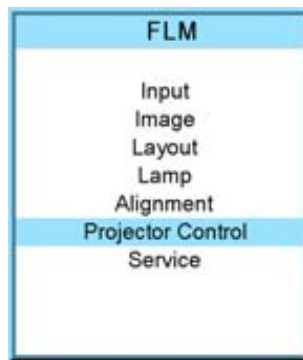 FLM
Input
Image
Layout
Lamp
Alignment
Projector Control
Service